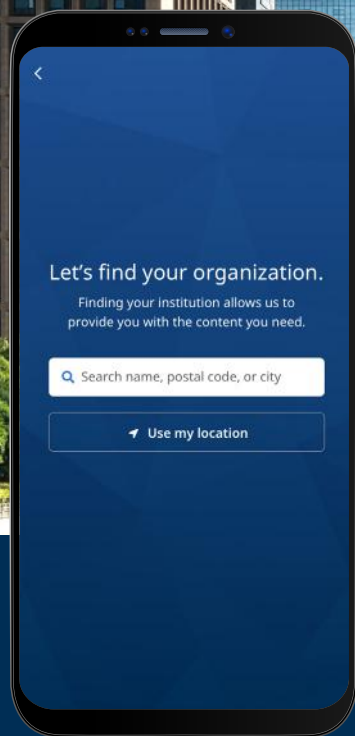 Let's find your organization.
Finding your institution allows us to
provide you with the content you need.
Search name, postal code, or city
Use my location